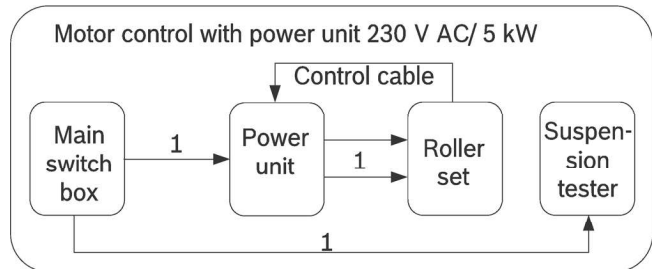 Motor control with power unit 230 V AC/ 5 kW
Control cable
Main
switch
box
1
Power
unit
1
Roller
set
Suspen-
sion
tester
1